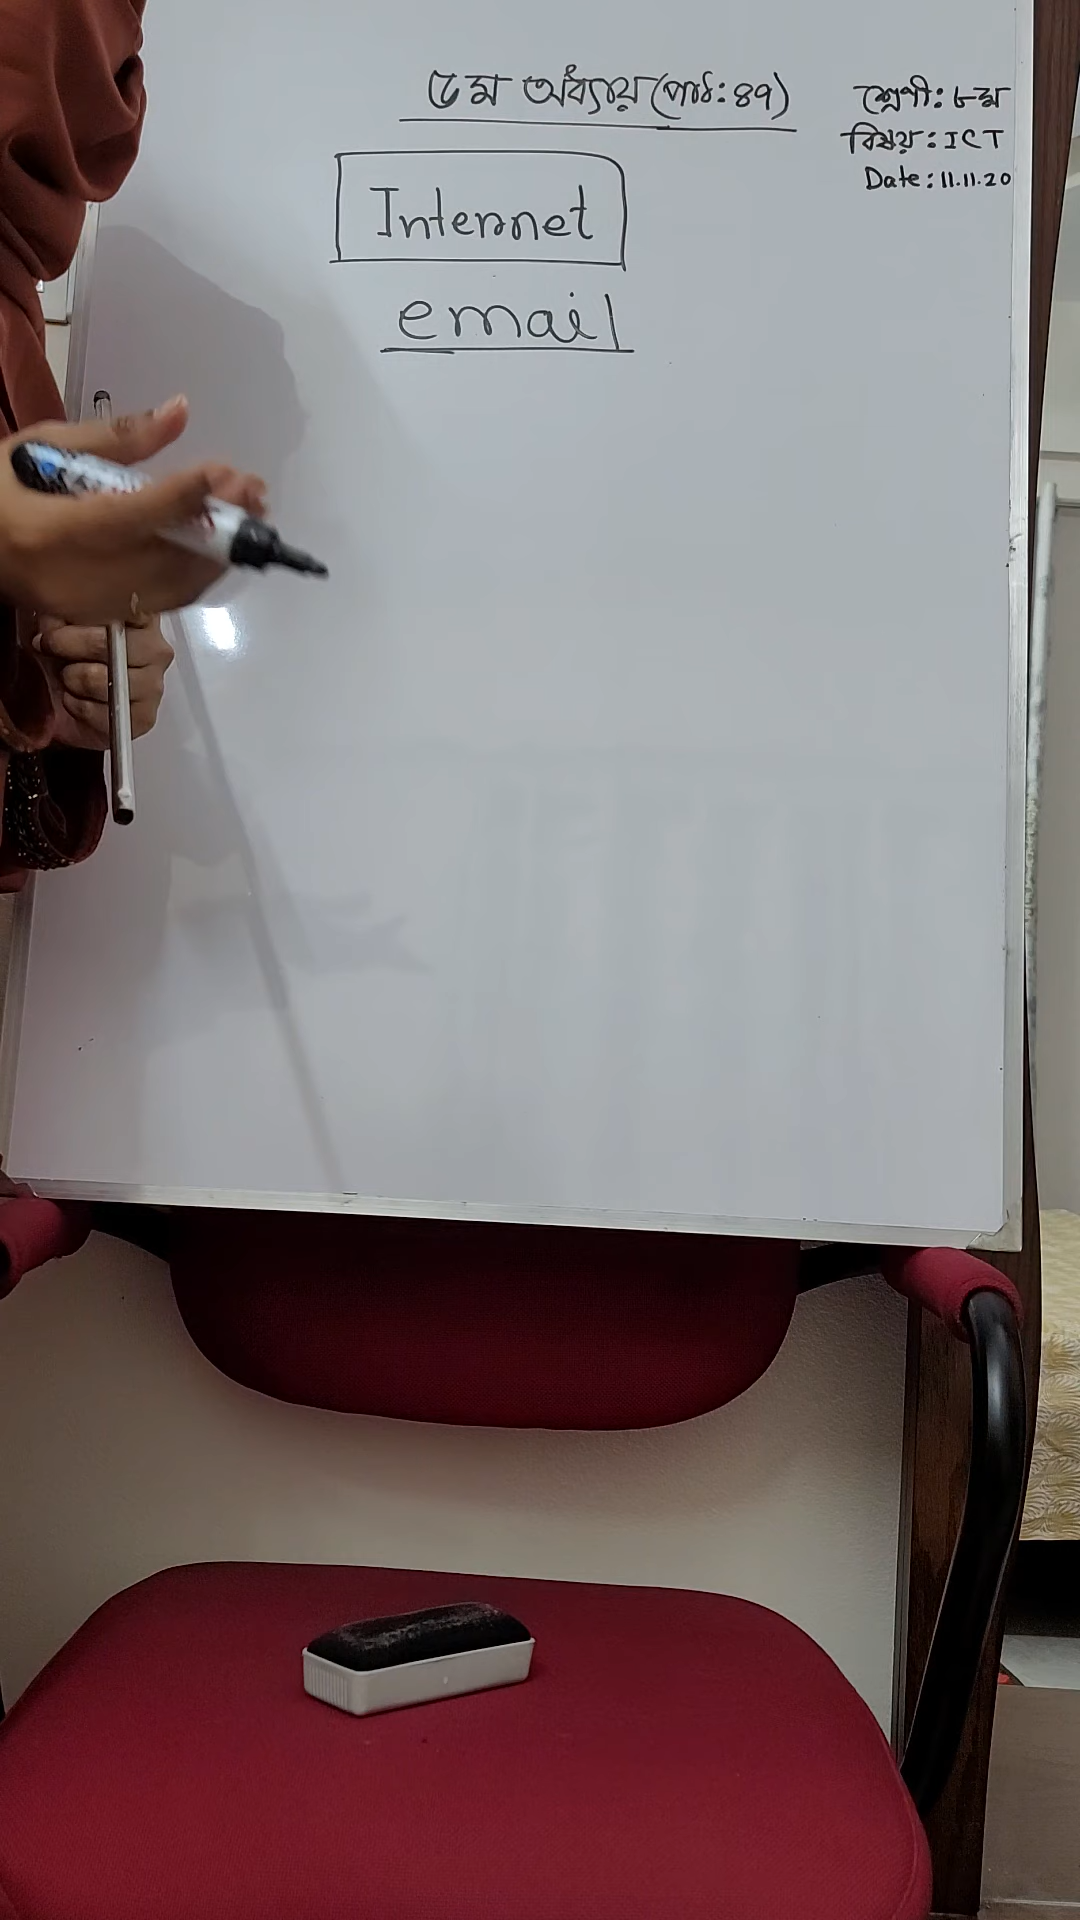 ৫ম অধ্যায় (পাঠ: ৪৭)
শ্রেণী: ৮ম
বিষয়: ICT
Date: 11.11.20
Internet
email